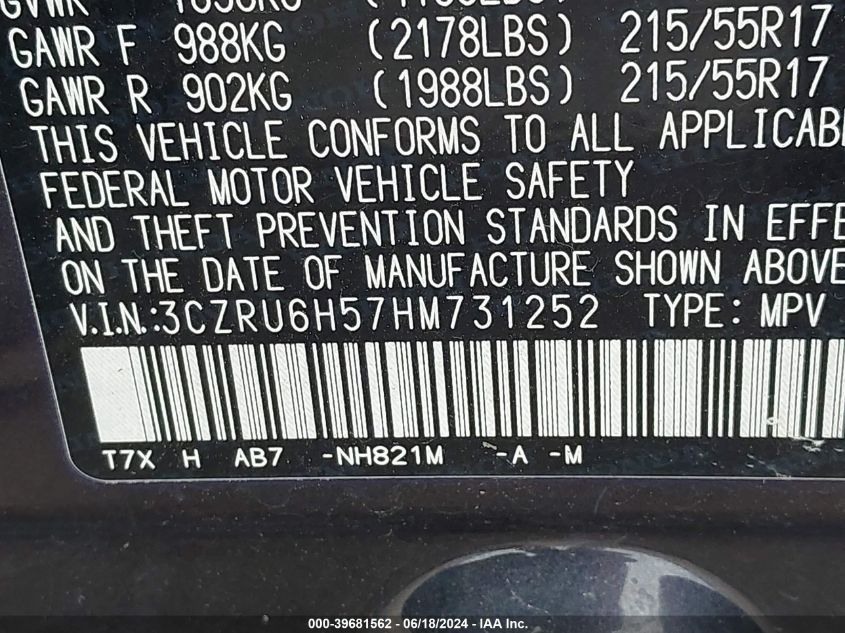 GVWR
GAWR F 988KG (2178LBS) 215/55R17
GAWR R 902KG (1988LBS) 215/55R17
THIS VEHICLE CONFORMS TO ALL APPLICAB
FEDERAL MOTOR VEHICLE SAFETY
AND THEFT PREVENTION STANDARDS IN EFFE
ON THE DATE OF MANUFACTURE SHOWN ABOVE
V.I.N.:3CZRU6H57HM731252 TYPE: MPV
T7X H AB7 -NH821M -A -M
000-39681562 / 06/18/2024 - IAA Inc.